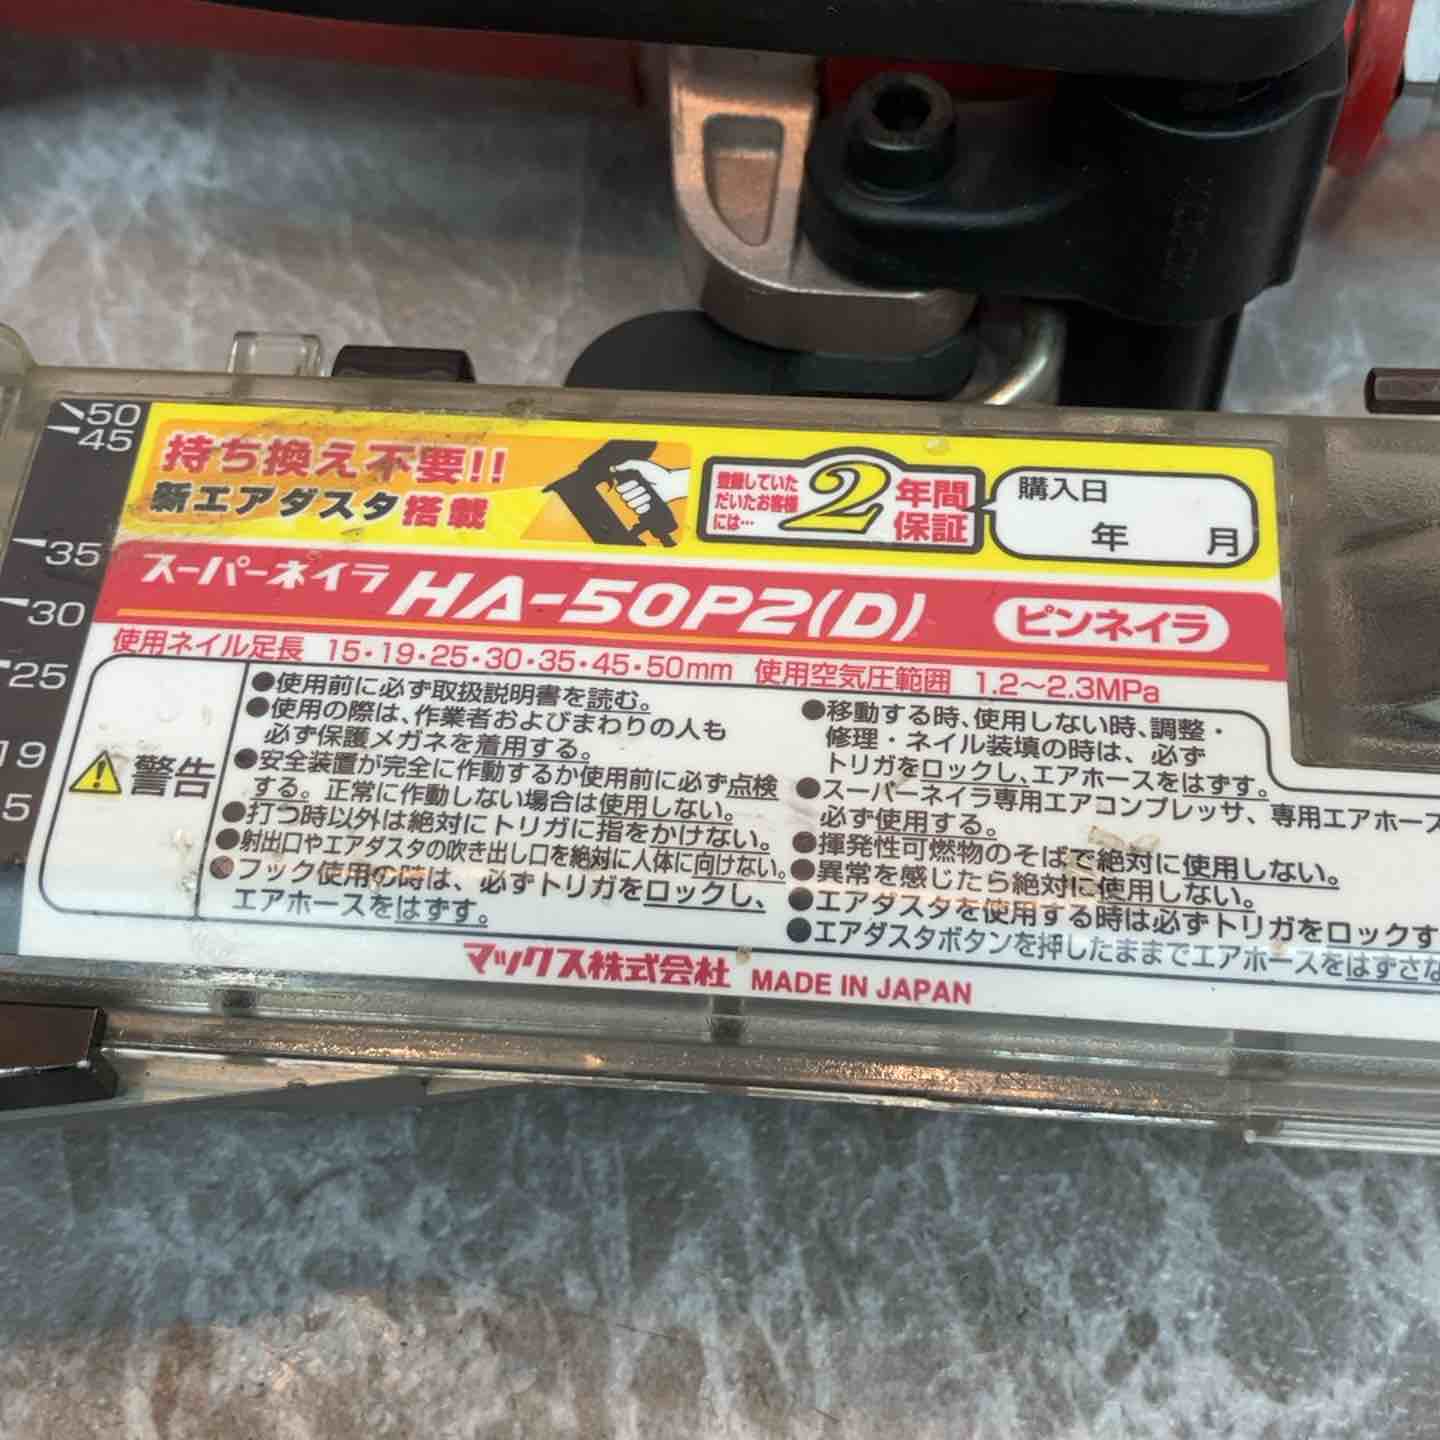 50
45
35
30
25
19
5
持ち換え不要!!
新エアダスタ搭載
登録していた
だいたお客様
には…
2年間
保証
購入日
年 月
スーパーネイラ HA-50P2(D) ピンネイラ
使用ネイル足長 15・19・25・30・35・45・50mm 使用空気圧範囲 1.2〜2.3MPa
警告
●使用前に必ず取扱説明書を読む。
●使用の際は、作業者およびまわりの人も
必ず保護メガネを着用する。
●安全装置が完全に作動するか使用前に必ず点検
する。正常に作動しない場合は使用しない。
●打つ時以外は絶対にトリガに指をかけない。
●射出口やエアダスタの吹き出し口を絶対に人体に向けない。
●フック使用の時は、必ずトリガをロックし、
エアホースをはずす。
●移動する時、使用しない時、調整・
修理・ネイル装填の時は、必ず
トリガをロックし、エアホースをはずす。
●スーパーネイラ専用エアコンプレッサ、専用エアホース
必ず使用する。
●揮発性可燃物のそばで絶対に使用しない。
●異常を感じたら絶対に使用しない。
●エアダスタを使用する時は必ずトリガをロックす
●エアダスタボタンを押したままでエアホースをはずさな
マックス株式会社 MADE IN JAPAN